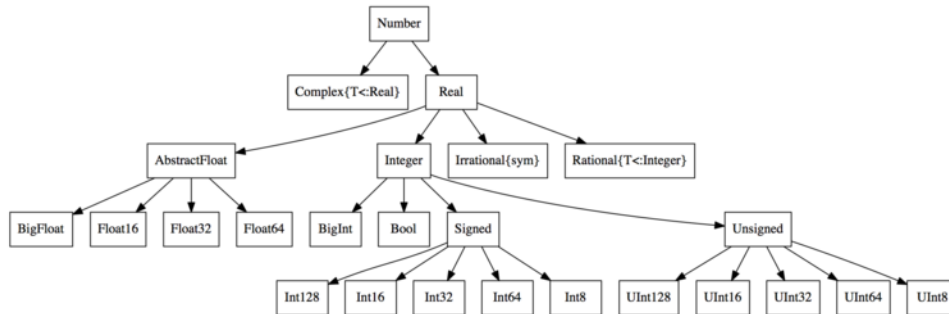 Number
Complex{T<:Real}
Real
AbstractFloat
Integer
Irrational{sym}
Rational{T<:Integer}
BigFloat
Float16
Float32
Float64
BigInt
Bool
Signed
Unsigned
Int128
Int16
Int32
Int64
Int8
UInt128
UInt16
UInt32
UInt64
UInt8